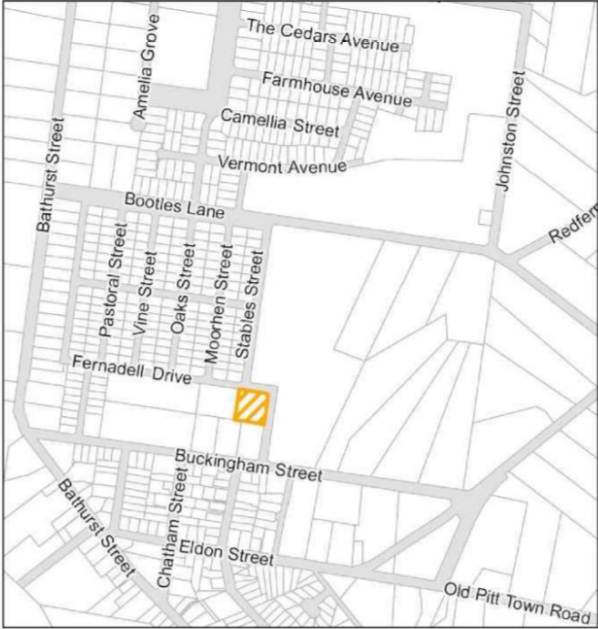 The Cedars Avenue
Amelia Grove
Farmhouse Avenue
Johnston Street
Camellia Street
Bathurst Street
Vermont Avenue
Bootles Lane
Redfern
Pastoral Street
Vine Street
Oaks Street
Moorhen Street
Stables Street
Fernadell Drive
Buckingham Street
Bathurst Street
Chatham Street
Eldon Street
Old Pitt Town Road